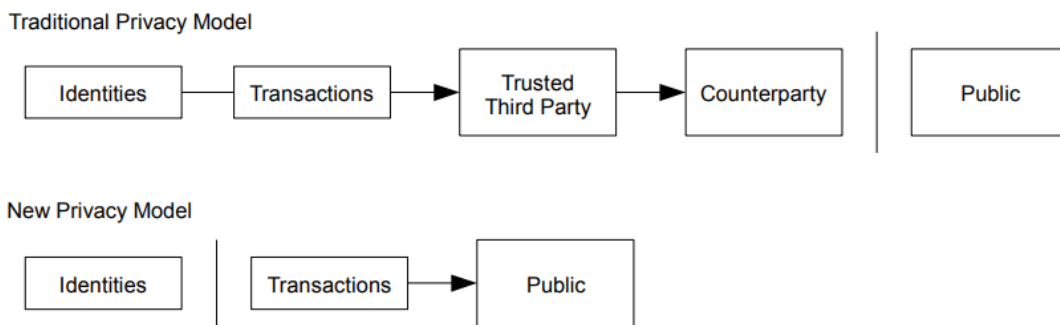 Traditional Privacy Model
Identities
Transactions
Trusted
Third Party
Counterparty
Public
New Privacy Model
Identities
Transactions
Public